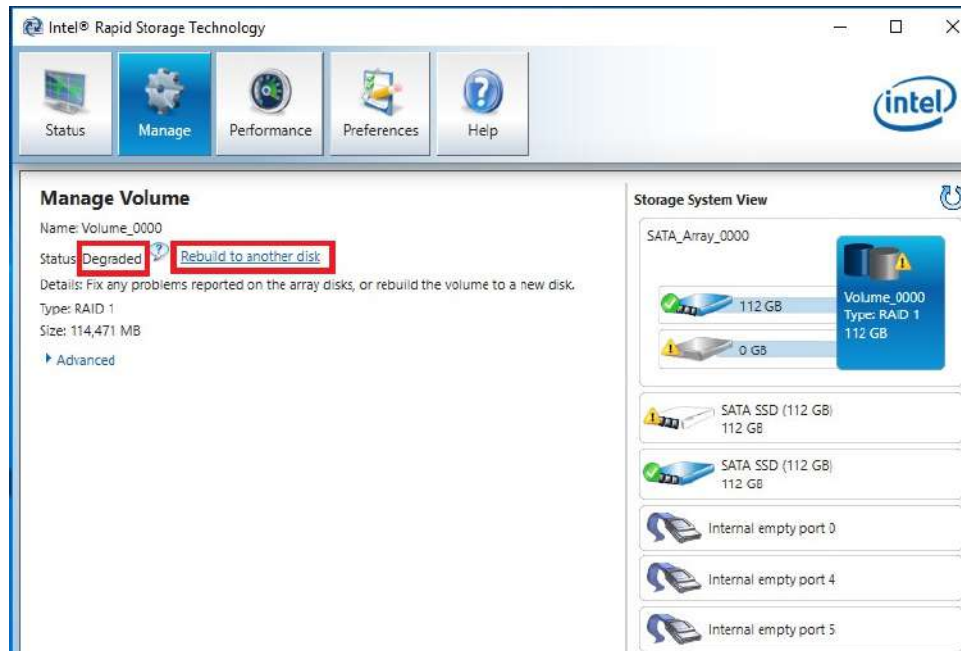 Intel® Rapid Storage Technology
Status
Manage
Performance
Preferences
Help
intel
Manage Volume
Name: Volume_0000
Status: Degraded Rebuild to another disk
Details: Fix any problems reported on the array disks, or rebuild the volume to a new disk.
Type: RAID 1
Size: 114,471 MB
Advanced
Storage System View
SATA_Array_0000
112 GB
0 GB
Volume_0000
Type: RAID 1
112 GB
SATA SSD (112 GB)
112 GB
SATA SSD (112 GB)
112 GB
Internal empty port 0
Internal empty port 4
Internal empty port 5